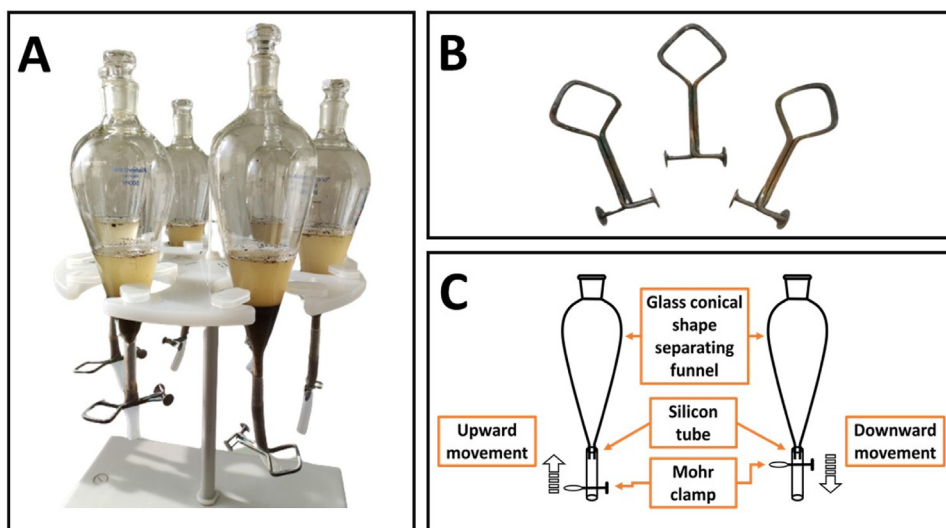 A
B
C
Glass conical
shape
separating
funnel
Silicon
tube
Mohr
clamp
Upward
movement
Downward
movement